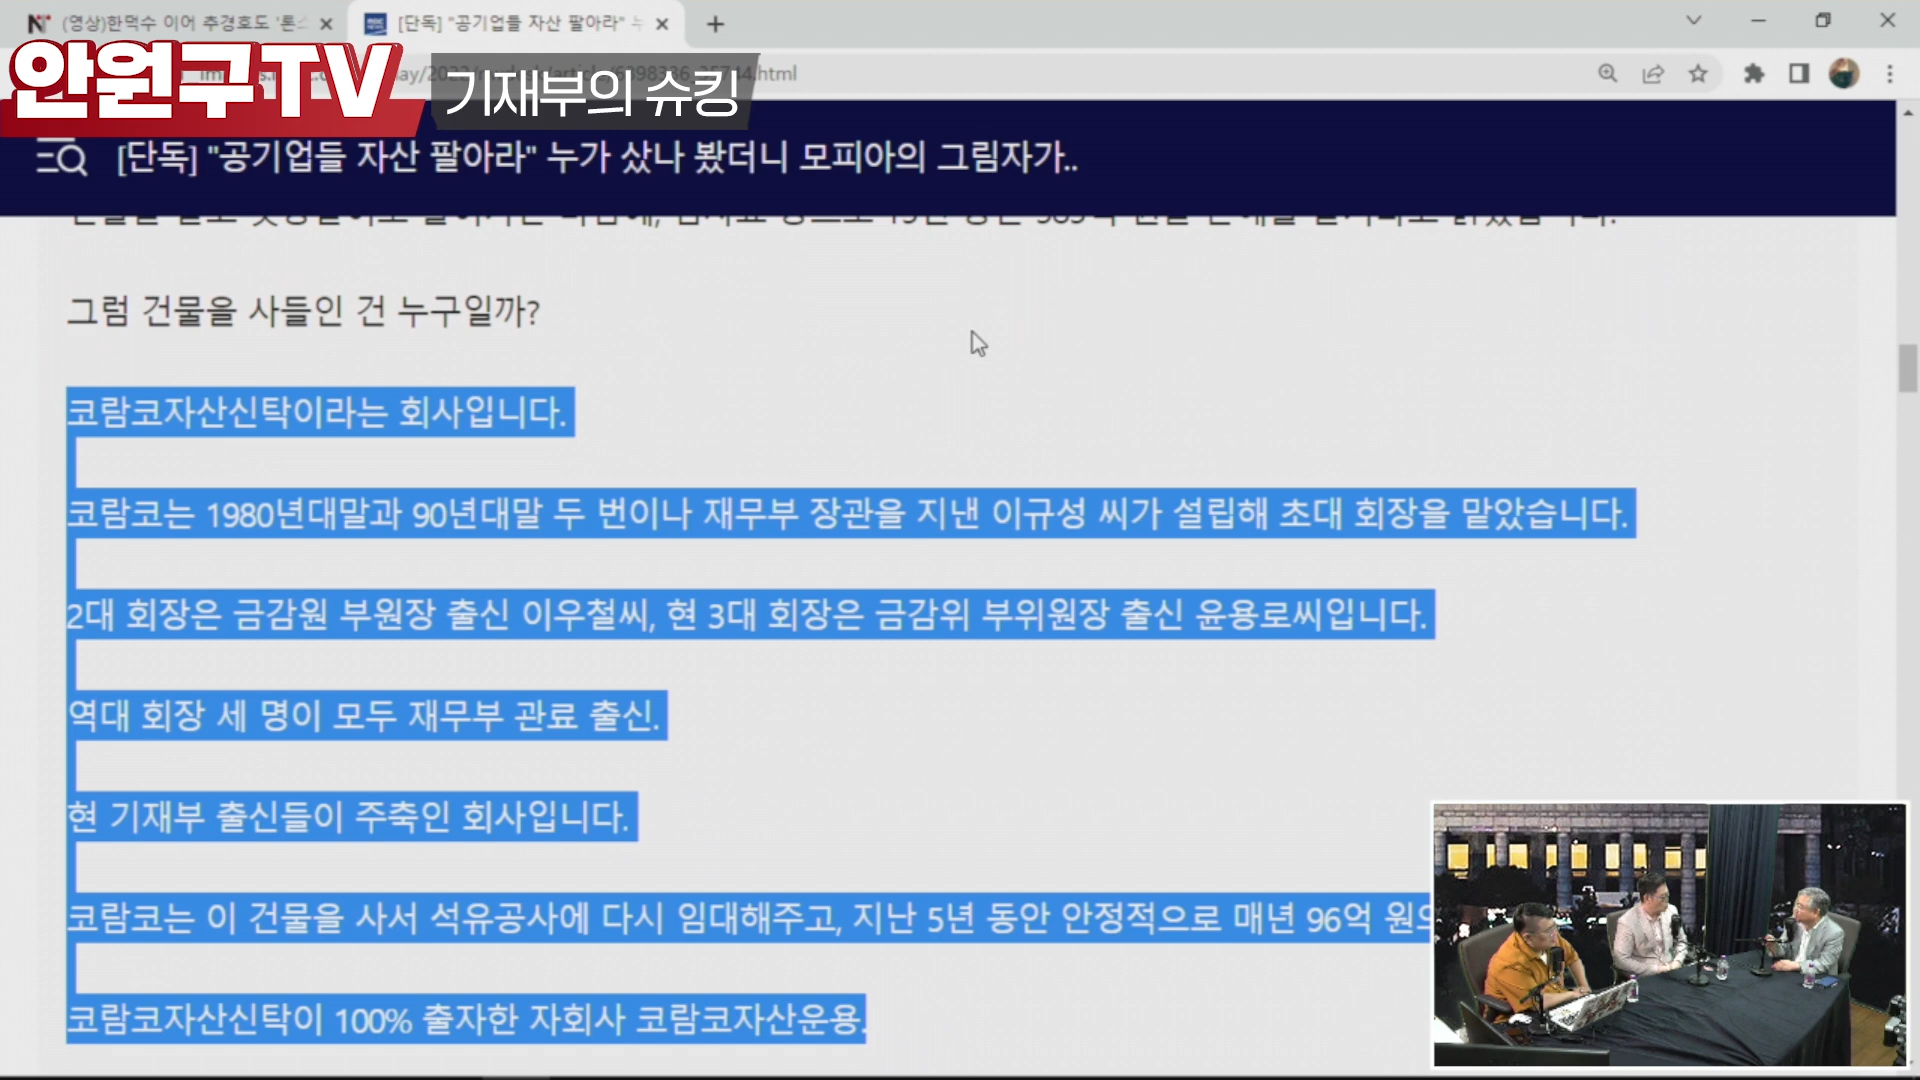 (영상)한덕수 이어 추경호도 '론스
[단독] "공기업들 자산 팔아라" 누
안원구TV
기재부의 슈킹
[단독] "공기업들 자산 팔아라" 누가 샀나 봤더니 모피아의 그림자가..
그럼 건물을 사들인 건 누구일까?
코람코자산신탁이라는 회사입니다.
코람코는 1980년대말과 90년대말 두 번이나 재무부 장관을 지낸 이규성 씨가 설립해 초대 회장을 맡았습니다.
2대 회장은 금감원 부원장 출신 이우철씨, 현 3대 회장은 금감위 부위원장 출신 윤용로씨입니다.
역대 회장 세 명이 모두 재무부 관료 출신.
현 기재부 출신들이 주축인 회사입니다.
코람코는 이 건물을 사서 석유공사에 다시 임대해주고, 지난 5년 동안 안정적으로 매년 96억 원
코람코자산신탁이 100% 출자한 자회사 코람코자산운용.